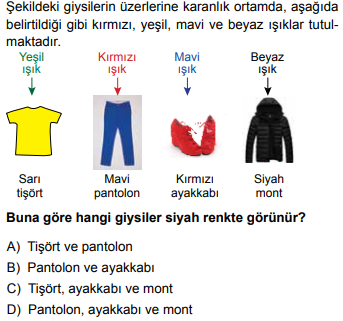 Şekildeki giysilerin üzerlerine karanlık ortamda, aşağıda
belirtildiği gibi kırmızı, yeşil, mavi ve beyaz ışıklar tutul-
maktadır.
Yeşil ışık Kırmızı ışık Mavi ışık Beyaz ışık
Sarı tişört Mavi pantolon Kırmızı ayakkabı Siyah mont
Buna göre hangi giysiler siyah renkte görünür?
A) Tişört ve pantolon
B) Pantolon ve ayakkabı
C) Tişört, ayakkabı ve mont
D) Pantolon, ayakkabı ve mont